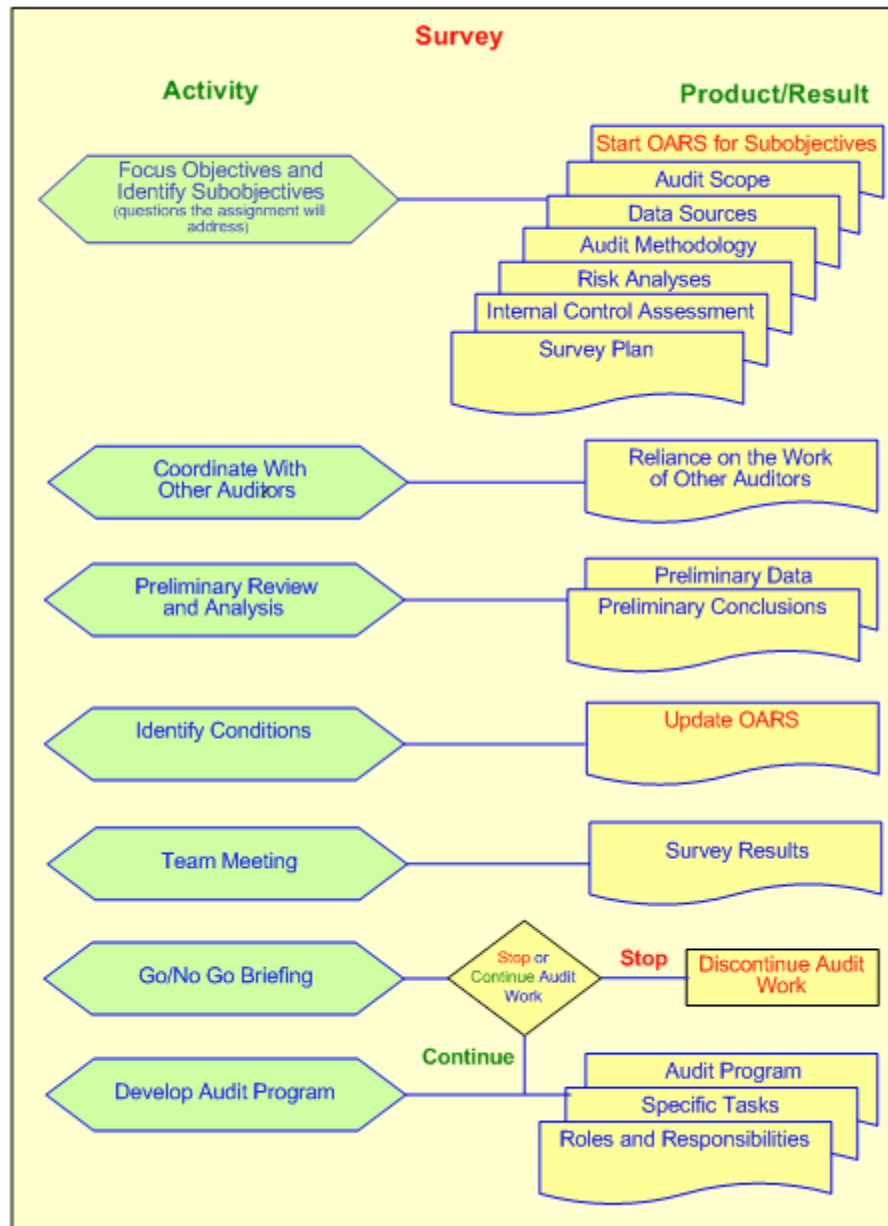 Survey
Activity
Product/Result
Focus Objectives and
Identify Subobjectives
(questions the assignment will
address)
Start OARS for Subobjectives
Audit Scope
Data Sources
Audit Methodology
Risk Analyses
Internal Control Assessment
Survey Plan
Coordinate With
Other Auditors
Reliance on the Work
of Other Auditors
Preliminary Review
and Analysis
Preliminary Data
Preliminary Conclusions
Identify Conditions
Update OARS
Team Meeting
Survey Results
Go/No Go Briefing
Stop or
Continue Audit
Work
Stop
Discontinue Audit
Work
Continue
Develop Audit Program
Audit Program
Specific Tasks
Roles and Responsibilities